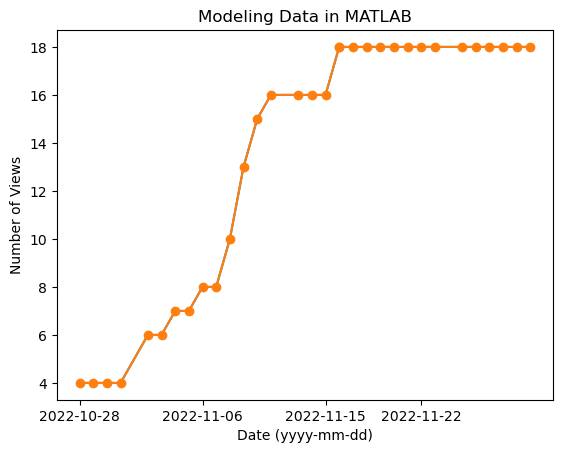 Modeling Data in MATLAB
18
16
14
12
10
8
6
4
Number of Views
2022-10-28 2022-11-06 2022-11-15 2022-11-22
Date (yyyy-mm-dd)